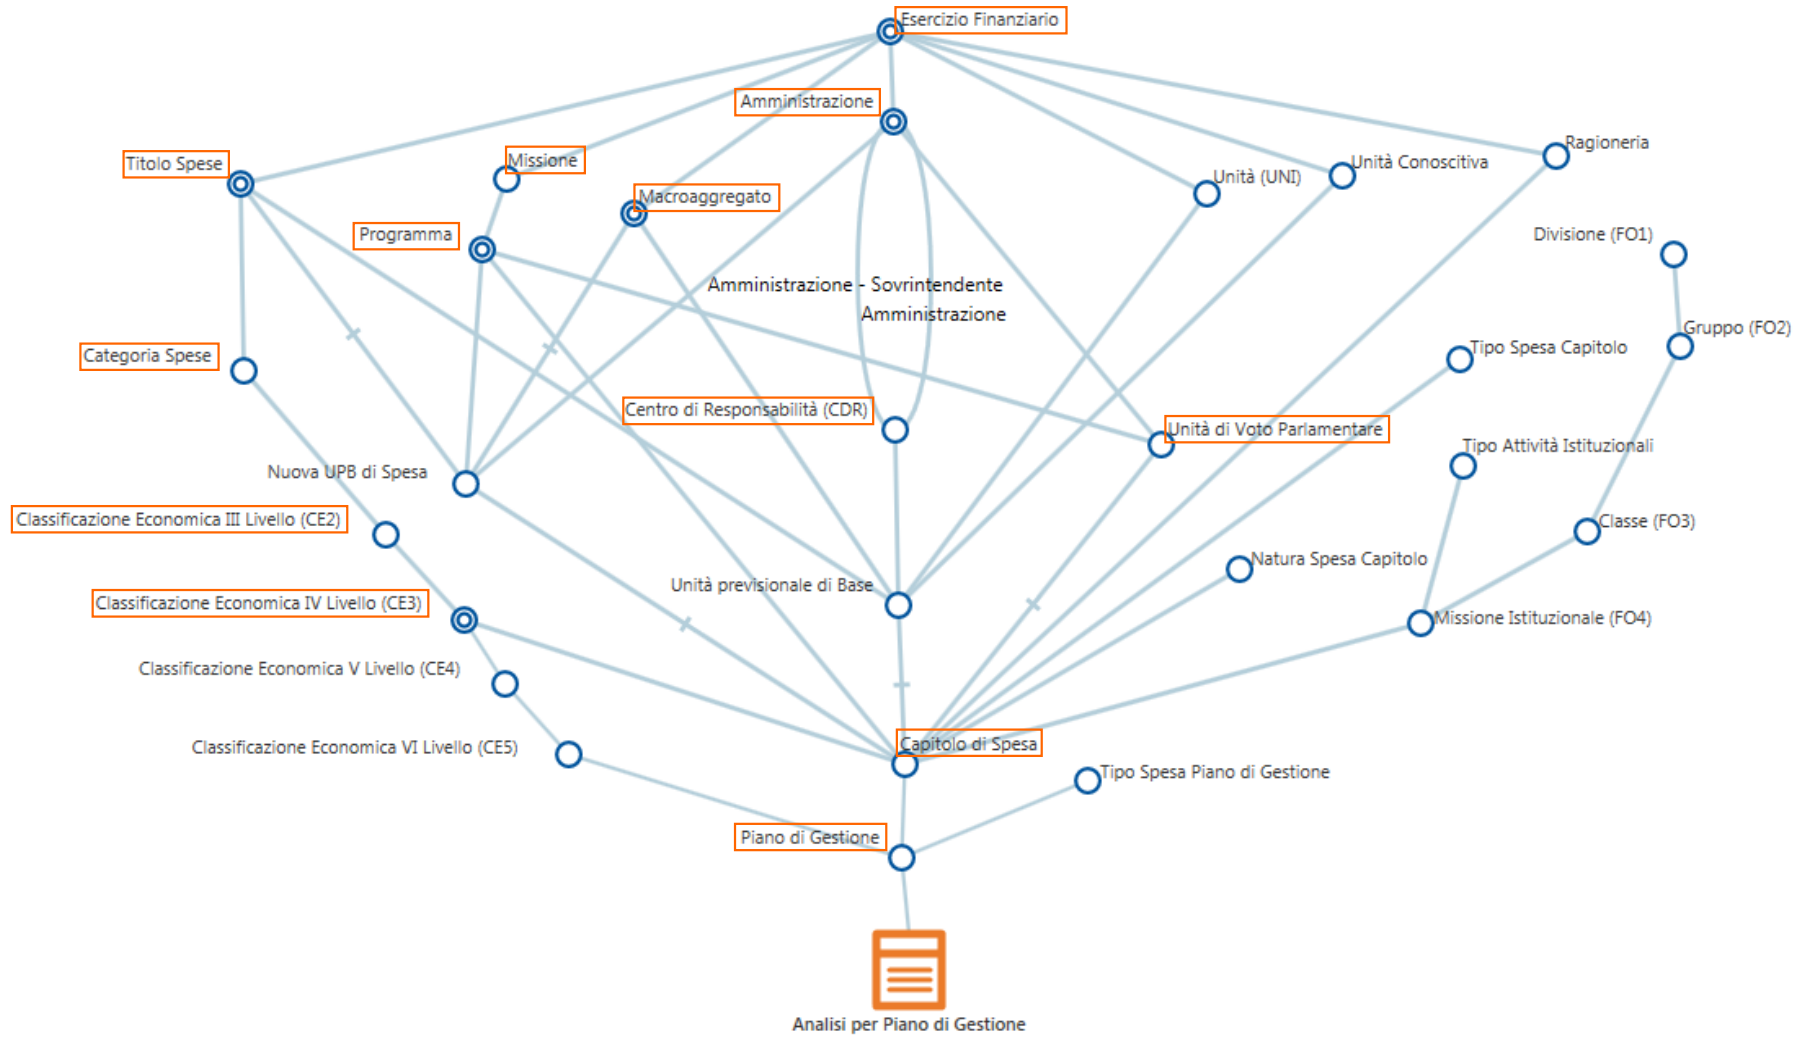 Esercizio Finanziario
Amministrazione
Ragioneria
Titolo Spese
Missione
Unità Conoscitiva
Unità (UNI)
Macroaggregato
Programma
Divisione (FO1)
Amministrazione - Sovrintendente
Amministrazione
Gruppo (FO2)
Tipo Spesa Capitolo
Categoria Spese
Centro di Responsabilità (CDR)
Unità di Voto Parlamentare
Tipo Attività Istituzionali
Nuova UPB di Spesa
Classificazione Economica III Livello (CE2)
Classe (FO3)
Natura Spesa Capitolo
Unità previsionale di Base
Classificazione Economica IV Livello (CE3)
Missione Istituzionale (FO4)
Classificazione Economica V Livello (CE4)
Capitolo di Spesa
Classificazione Economica VI Livello (CE5)
Tipo Spesa Piano di Gestione
Piano di Gestione
Analisi per Piano di Gestione